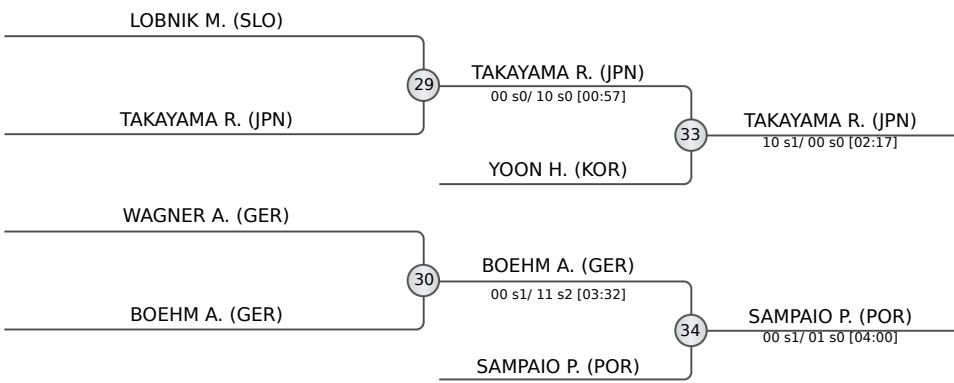 LOBNIK M. (SLO)
29
TAKAYAMA R. (JPN)
00 s0/ 10 s0 [00:57]
TAKAYAMA R. (JPN)
33
TAKAYAMA R. (JPN)
10 s1/ 00 s0 [02:17]
YOON H. (KOR)
WAGNER A. (GER)
30
BOEHM A. (GER)
00 s1/ 11 s2 [03:32]
BOEHM A. (GER)
34
SAMPAIO P. (POR)
00 s1/ 01 s0 [04:00]
SAMPAIO P. (POR)